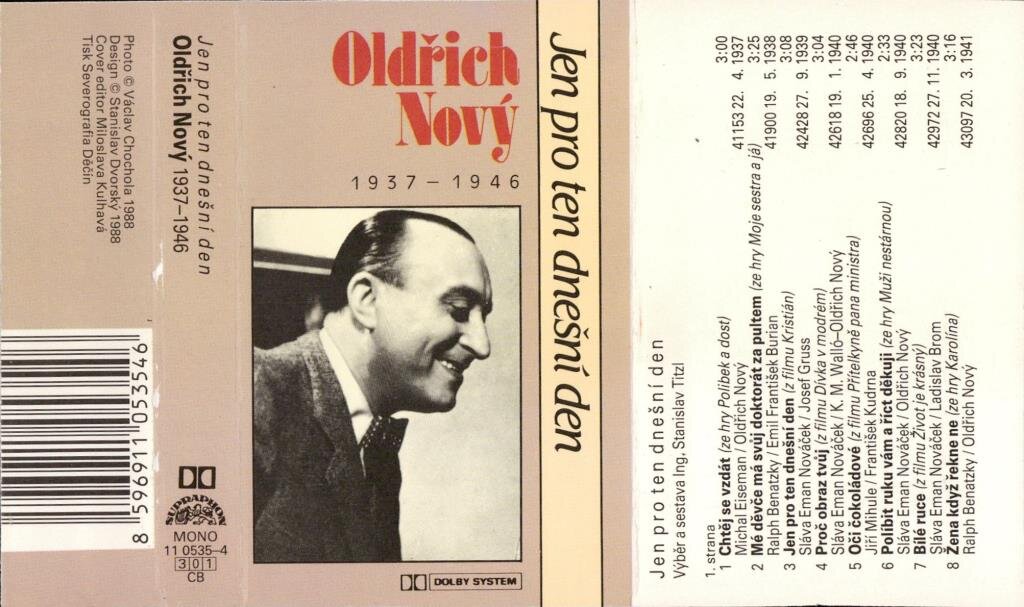 Photo © Václav Chochola 1988
Design © Stanislav Dvorský 1988
Cover editor Miloslava Kulhavá
Tisk Severografia Děčín
Jen pro ten dnešní den
Oldřich Nový 1937–1946
8 596911 053546
SUPRAPHON
MONO
11 0535–4
301
CB
Oldřich
Nový
1937 – 1946
DOLBY SYSTEM
Jen pro ten dnešní den
Jen pro ten dnešní den
Výběr a sestava Ing. Stanislav Titzl
1. strana
1 Chtěj se vzdát (ze hry Polibek a dost) 3:00
Michal Eiseman / Oldřich Nový 41153 22. 4. 1937
2 Mé děvče má svůj doktorát za pultem (ze hry Moje sestra a já) 3:25
Ralph Benatzky / Emil František Burian 41900 19. 5. 1938
3 Jen pro ten dnešní den (z filmu Kristián) 3:08
Sláva Eman Nováček / Josef Gruss 42428 27. 9. 1939
4 Proč obraz tvůj (z filmu Dívka v modrém) 3:04
Sláva Eman Nováček / K. M. Walló–Oldřich Nový 42618 19. 1. 1940
5 Oči čokoládové (z filmu Přítelkyně pana ministra) 2:46
Jiří Mihule / František Kudrna 42696 25. 4. 1940
6 Políbit ruku vám a říct děkuji (ze hry Muži nestárnou) 2:33
Sláva Eman Nováček / Oldřich Nový 42820 18. 9. 1940
7 Bílé ruce (z filmu Život je krásný) 3:23
Sláva Eman Nováček / Ladislav Brom 42972 27. 11. 1940
8 Žena když řekne ne (ze hry Karolína) 3:16
Ralph Benatzky / Oldřich Nový 43097 20. 3. 1941